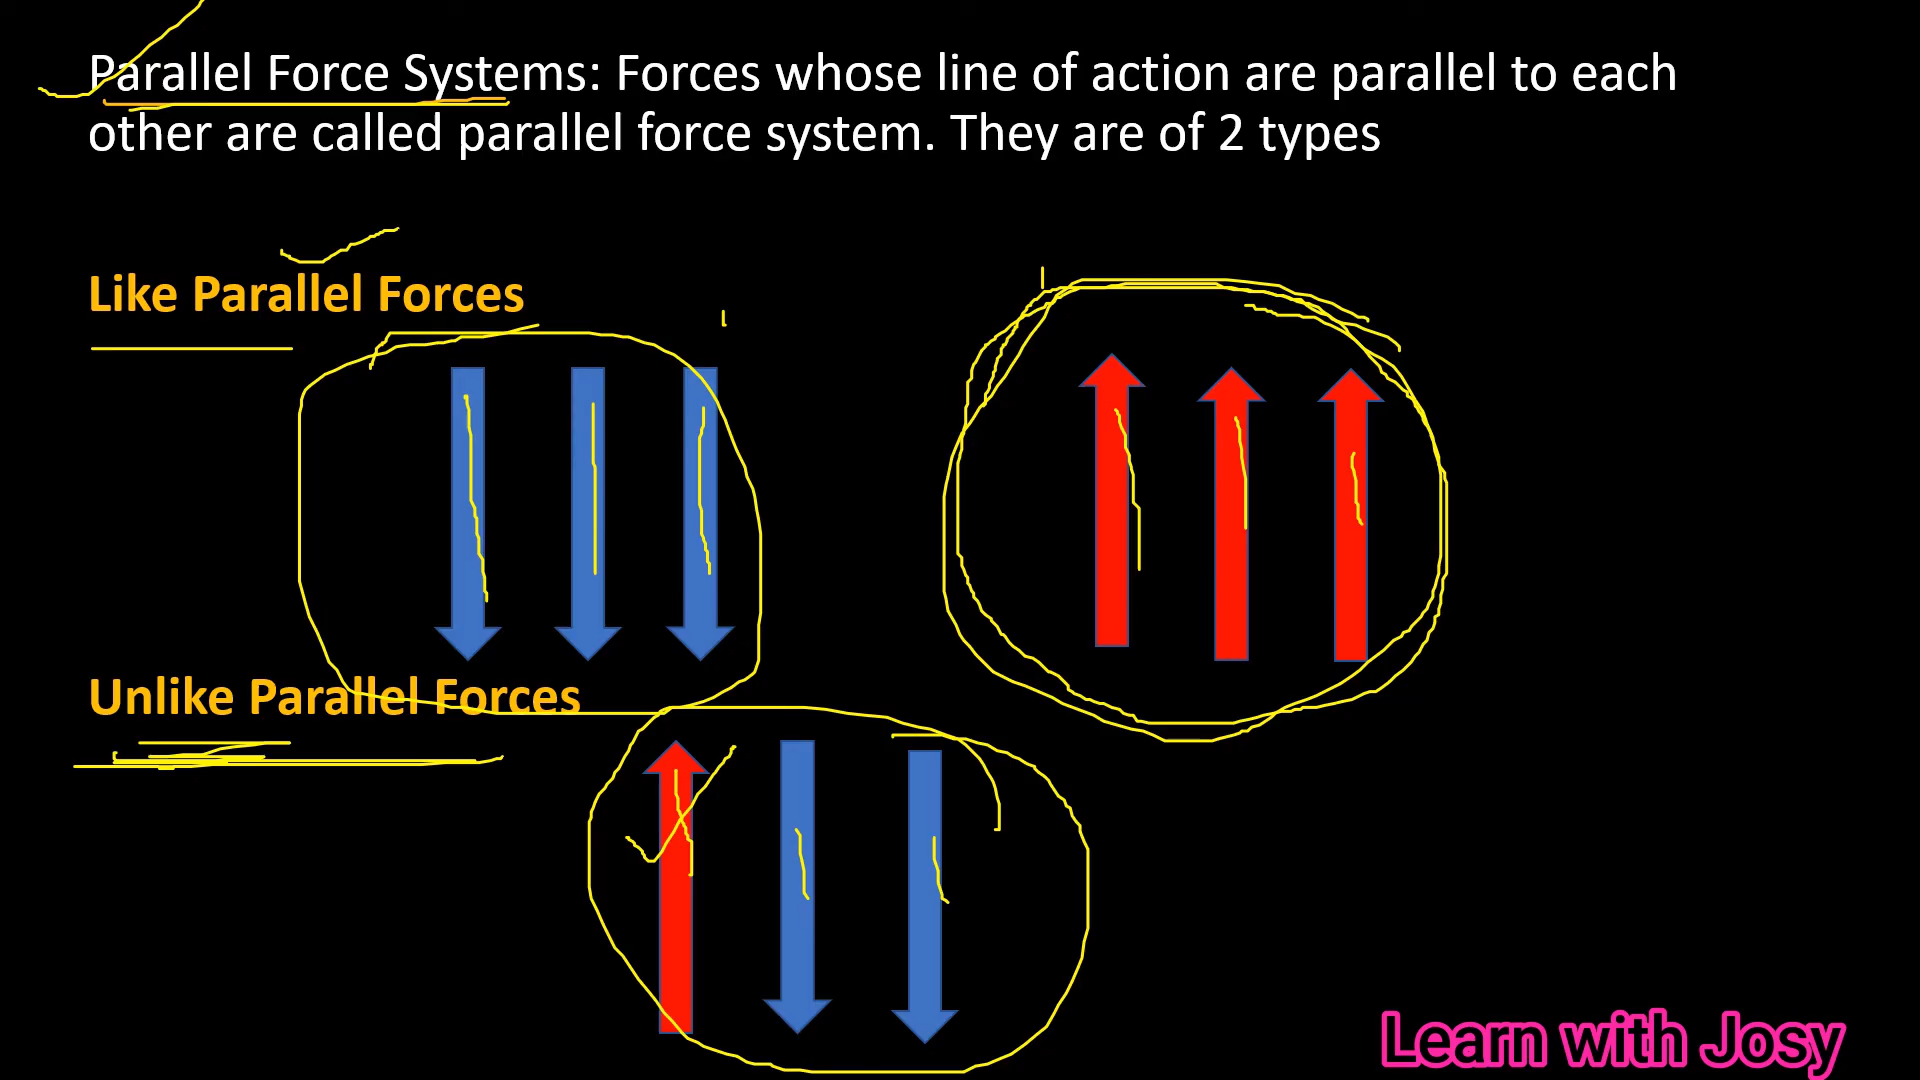 Parallel Force Systems: Forces whose line of action are parallel to each
other are called parallel force system. They are of 2 types
Like Parallel Forces
Unlike Parallel Forces
Learn with Josy